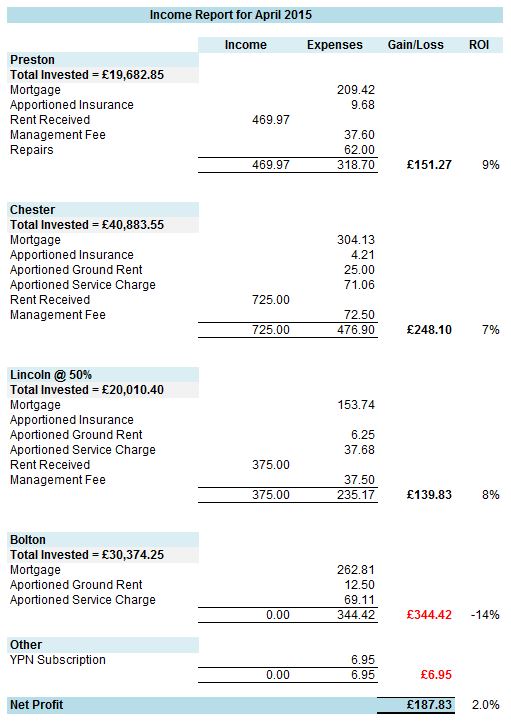 Income Report for April 2015
Income Expenses Gain/Loss ROI
Preston
Total Invested = £19,682.85
Mortgage 209.42
Apportioned Insurance 9.68
Rent Received 469.97
Management Fee 37.60
Repairs 62.00
469.97 318.70 £151.27 9%
Chester
Total Invested = £40,883.55
Mortgage 304.13
Apportioned Insurance 4.21
Aportioned Ground Rent 25.00
Aportioned Service Charge 71.06
Rent Received 725.00
Management Fee 72.50
725.00 476.90 £248.10 7%
Lincoln @ 50%
Total Invested = £20,010.40
Mortgage 153.74
Apportioned Insurance
Aportioned Ground Rent 6.25
Aportioned Service Charge 37.68
Rent Received 375.00
Management Fee 37.50
375.00 235.17 £139.83 8%
Bolton
Total Invested = £30,374.25
Mortgage 262.81
Aportioned Ground Rent 12.50
Aportioned Service Charge 69.11
0.00 344.42 £344.42 -14%
Other
YPN Subscription 6.95
0.00 6.95 £6.95
Net Profit £187.83 2.0%